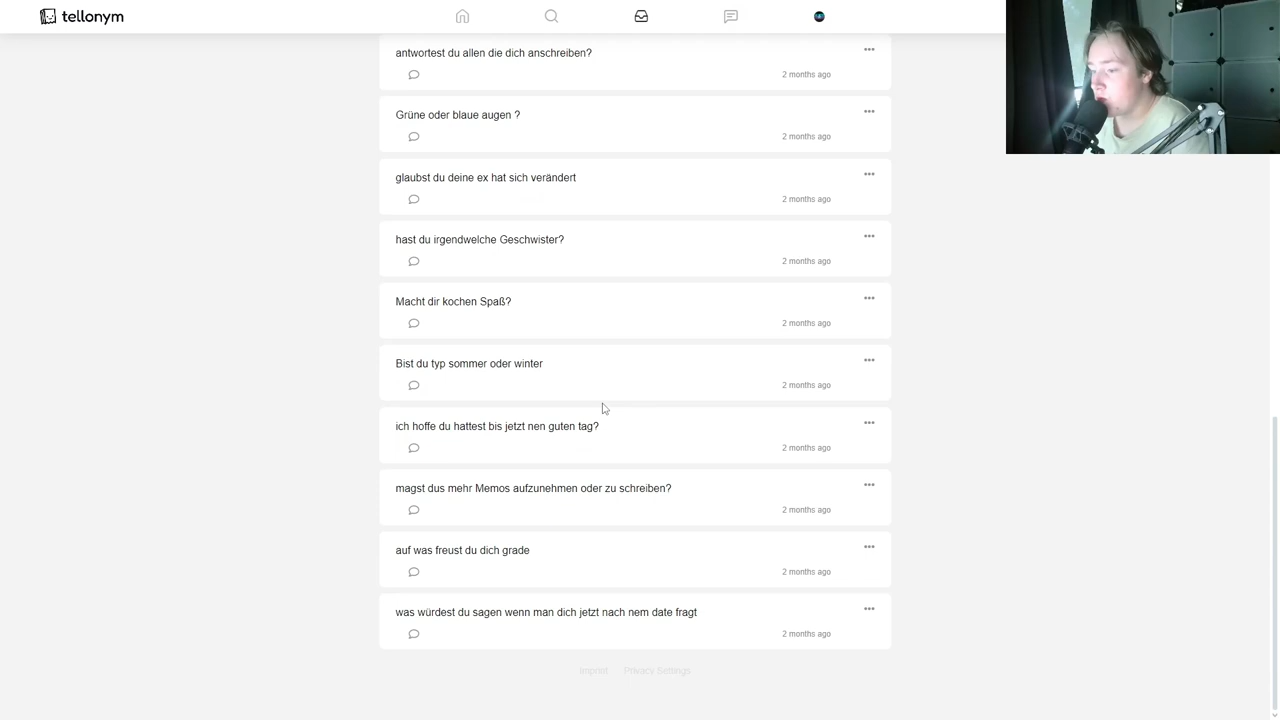 tellonym
antwortest du allen die dich anschreiben?
2 months ago
Grüne oder blaue augen ?
2 months ago
glaubst du deine ex hat sich verändert
2 months ago
hast du irgendwelche Geschwister?
2 months ago
Macht dir kochen Spaß?
2 months ago
Bist du typ sommer oder winter
2 months ago
ich hoffe du hattest bis jetzt nen guten tag?
2 months ago
magst dus mehr Memos aufzunehmen oder zu schreiben?
2 months ago
auf was freust du dich grade
2 months ago
was würdest du sagen wenn man dich jetzt nach nem date fragt
2 months ago
Imprint Privacy Settings